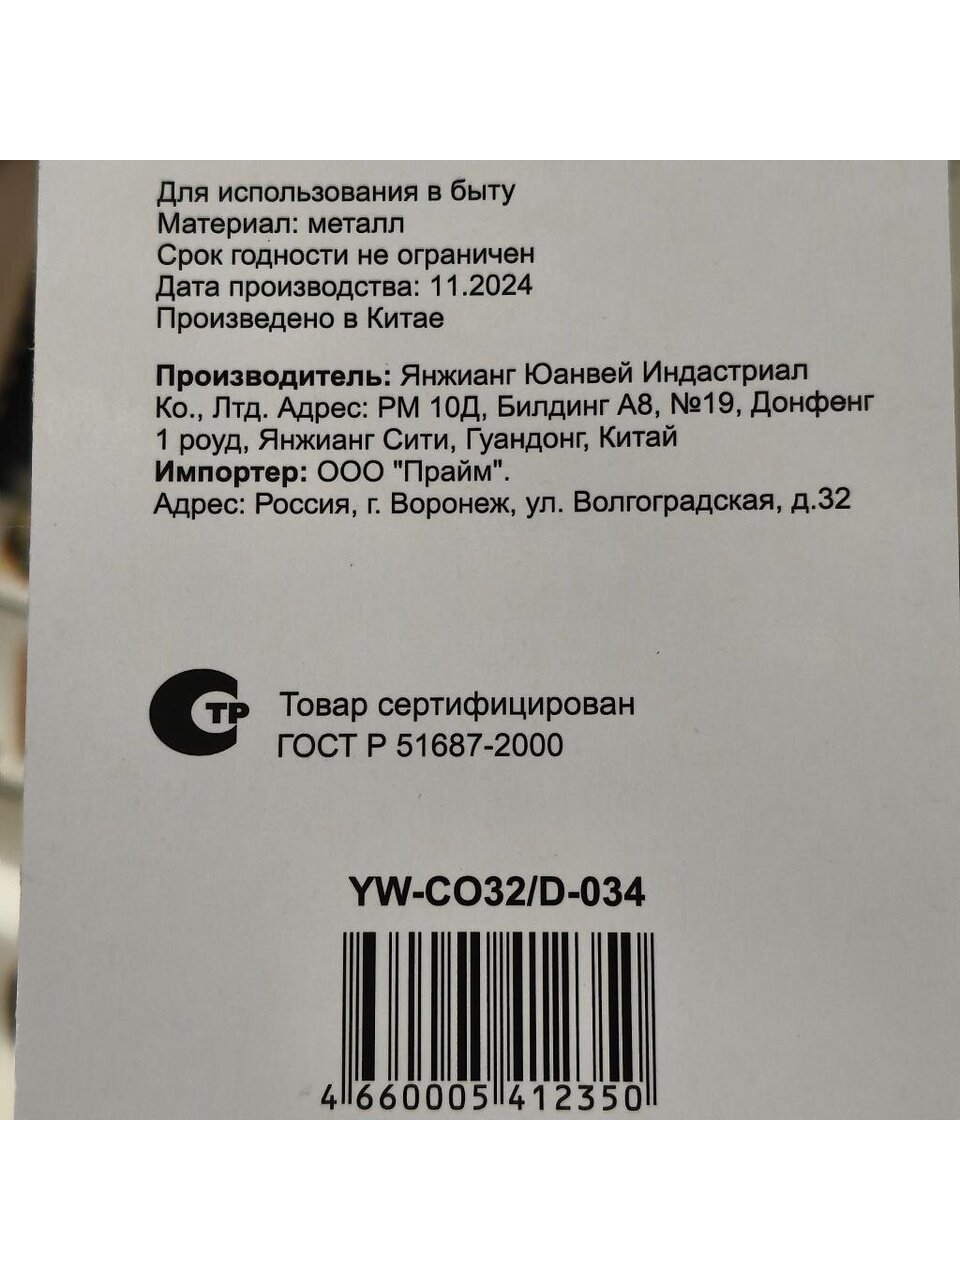 Для использования в быту
Материал: металл
Срок годности не ограничен
Дата производства: 11.2024
Произведено в Китае
Производитель: Янжианг Юанвей Индастриал
Ко., Лтд. Адрес: РМ 10Д, Билдинг А8, №19, Донфенг
1 роуд, Янжианг Сити, Гуандонг, Китай
Импортер: ООО "Прайм".
Адрес: Россия, г. Воронеж, ул. Волгоградская, д.32
СТР
Товар сертифицирован
ГОСТ Р 51687-2000
YW-CO32/D-034
4 660005 412350